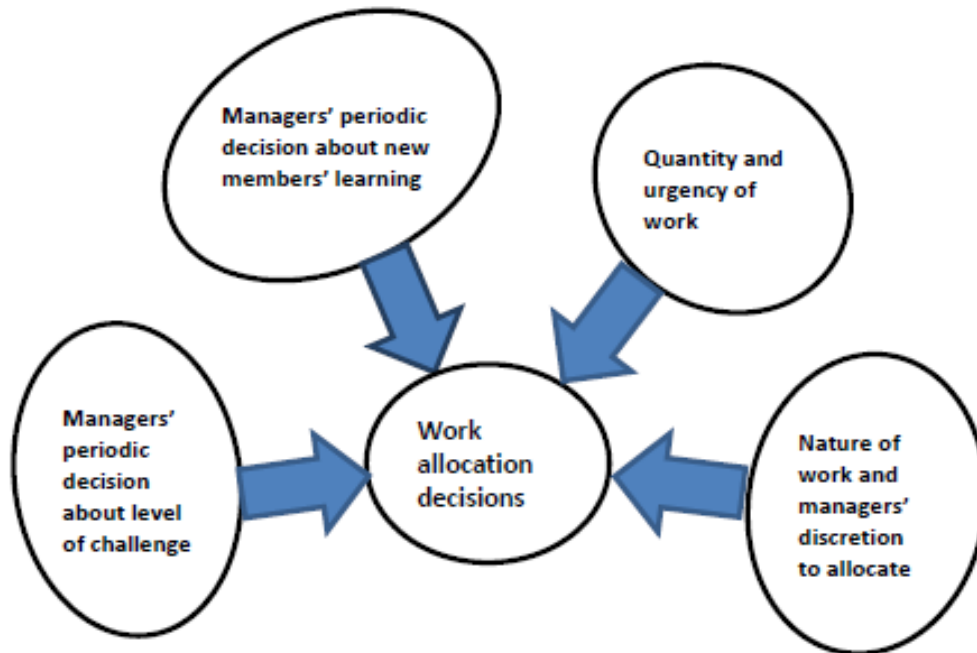 Managers’ periodic
decision about new
members’ learning
Quantity and
urgency of
work
Managers’
periodic
decision
about level
of challenge
Work
allocation
decisions
Nature of
work and
managers’
discretion
to allocate